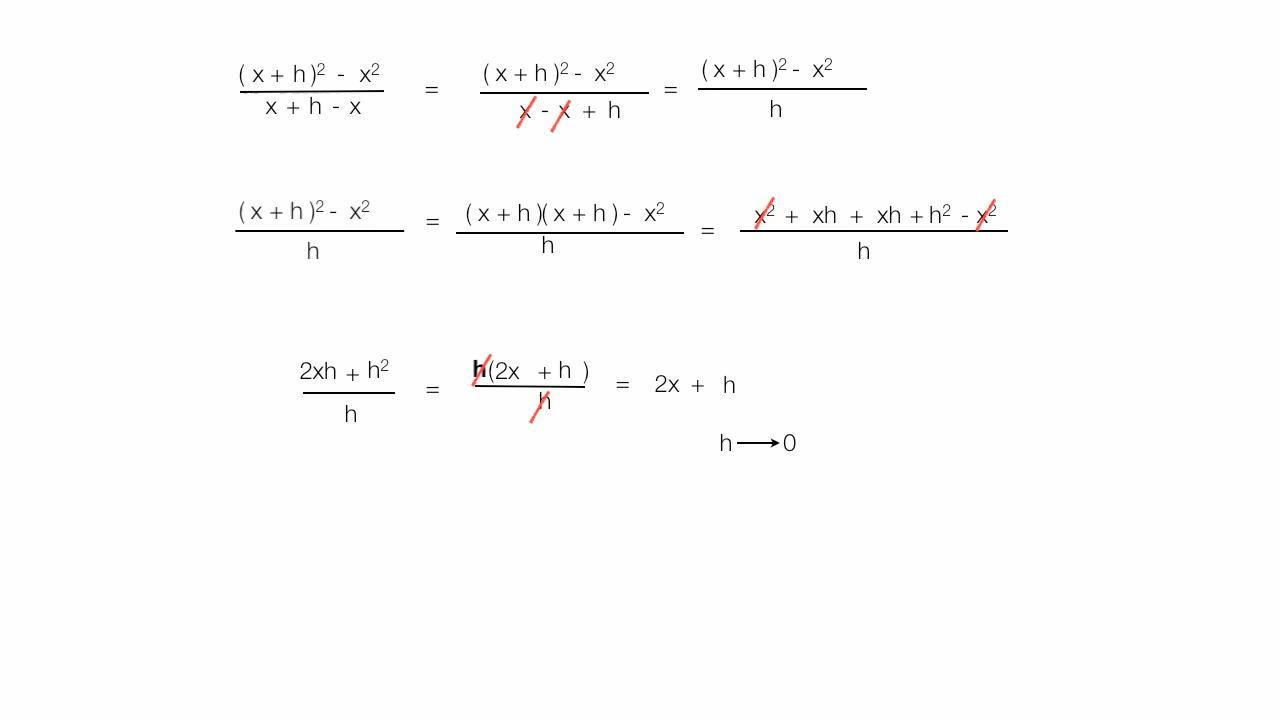 ( x + h )² - x² / x + h - x = ( x + h )² - x² / x - x + h = ( x + h )² - x² / h
( x + h )² - x² / h = ( x + h )( x + h ) - x² / h = x² + xh + xh + h² - x² / h
2xh + h² / h = h(2x + h ) / h = 2x + h
h → 0